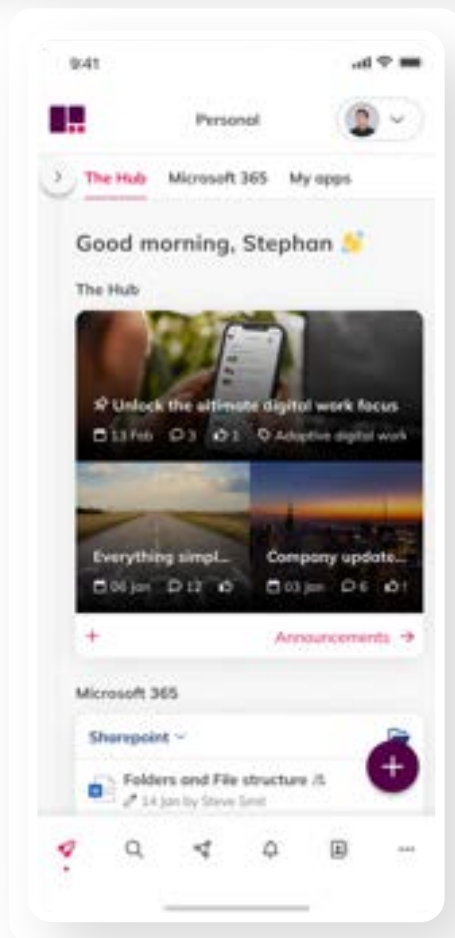 9:41
Personal
The Hub Microsoft 365 My apps
Good morning, Stephan 👋
The Hub
Unlock the ultimate digital work focus
13 Feb 3 1 Adaptive digital work
Everything simpl...
06 Jan 12
Company update...
03 Jan 6 1
+ Announcements →
Microsoft 365
Sharepoint
Folders and File structure
14 Jan by Steve Smit